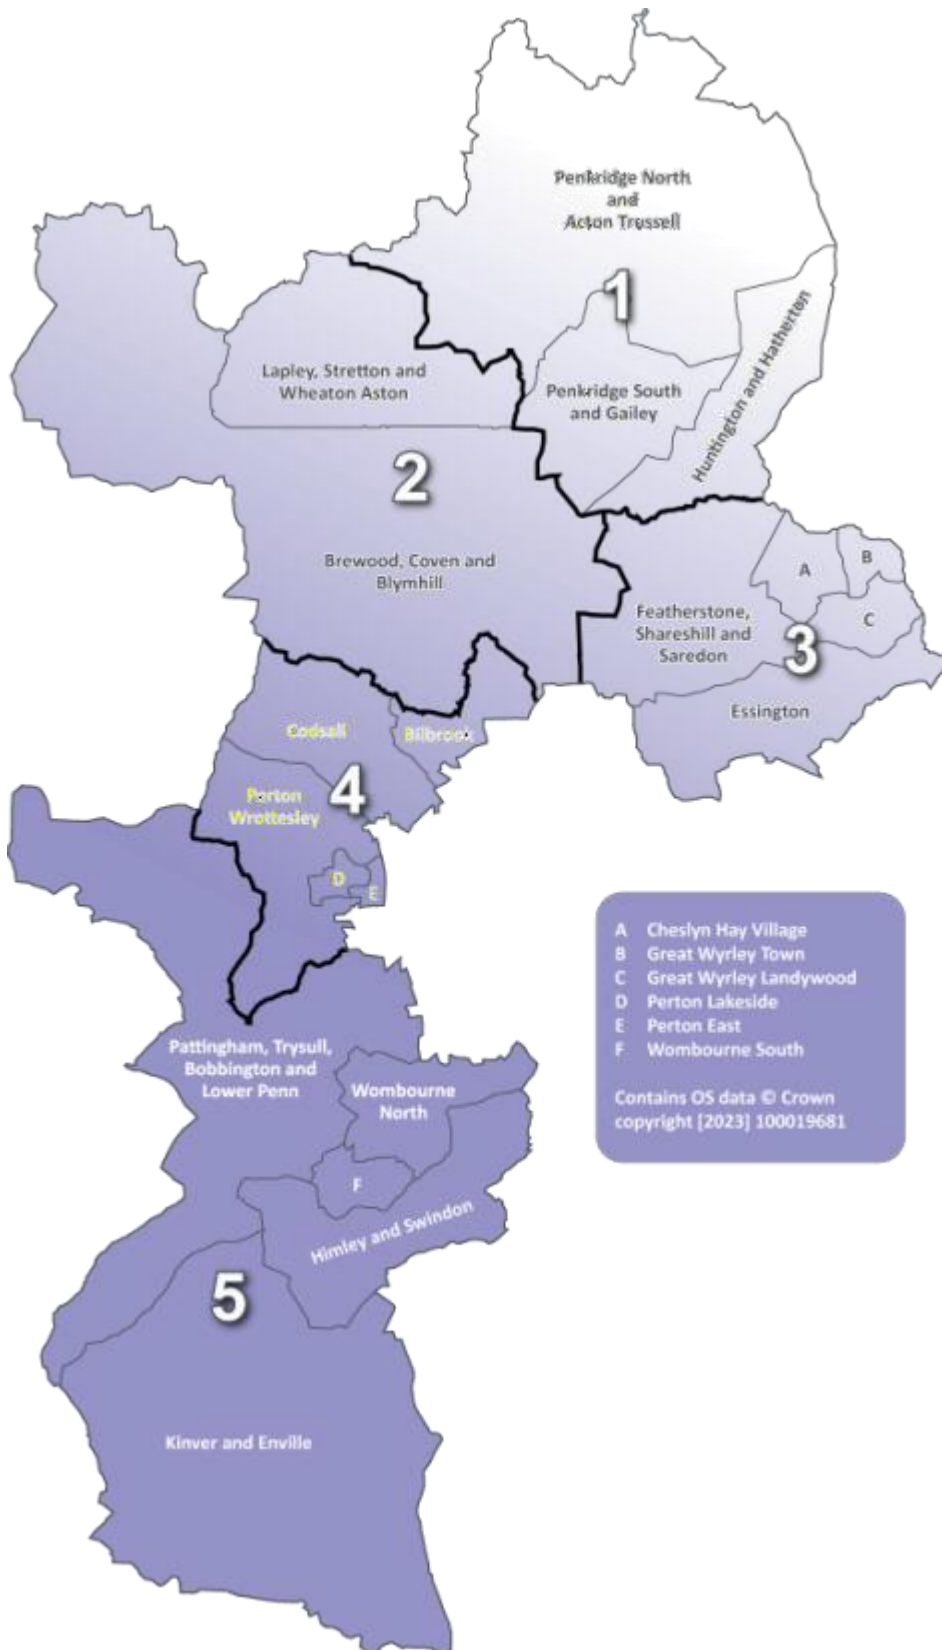 Penkridge North
and
Acton Trussell
1
Huntington and Hatherton
Lapley, Stretton and
Wheaton Aston
Penkridge South
and Gailey
2
Brewood, Coven and
Blymhill
A
B
C
Featherstone,
Shareshill and
Saredon
3
Essington
Codsall
Bilbrook
4
Perton
Wrottesley
D
E
A Cheslyn Hay Village
B Great Wyrley Town
C Great Wyrley Landywood
D Perton Lakeside
E Perton East
F Wombourne South
Contains OS data © Crown
copyright [2023] 100019681
Pattingham, Trysull,
Bobbington and
Lower Penn
Wombourne
North
F
Himley and Swindon
5
Kinver and Enville